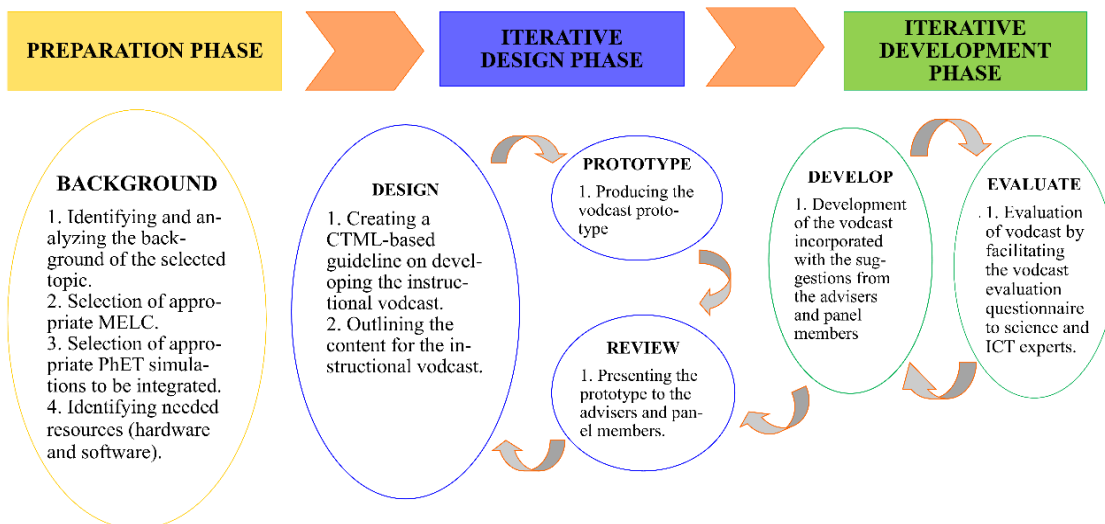 PREPARATION PHASE
ITERATIVE
DESIGN PHASE
ITERATIVE
DEVELOPMENT
PHASE
BACKGROUND
1. Identifying and an-
alyzing the back-
ground of the selected
topic.
2. Selection of appro-
priate MELC.
3. Selection of appro-
priate PhET simula-
tions to be integrated.
4. Identifying needed
resources (hardware
and software).
DESIGN
1. Creating a
CTML-based
guideline on devel-
oping the instruc-
tional vodcast.
2. Outlining the
content for the in-
structional vodcast.
PROTOTYPE
1. Producing the
vodcast proto-
type
REVIEW
1. Presenting the
prototype to the
advisers and pan-
el members.
DEVELOP
1. Development
of the vodcast
incorporated
with the sug-
gestions from
the advisers
and panel
members
EVALUATE
. 1. Evaluation
of vodcast by
facilitating
the vodcast
evaluation
questionnaire
to science and
ICT experts.